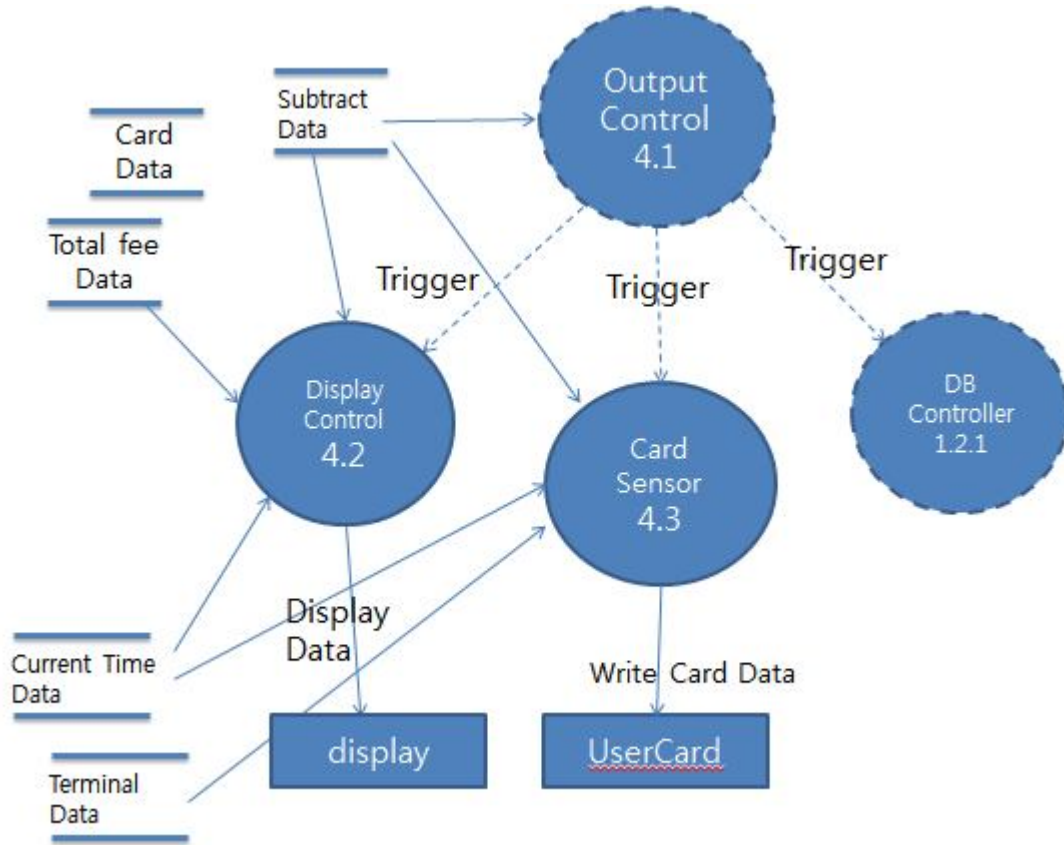 Output
Control
4.1
Subtract
Data
Card
Data
Total fee
Data
Trigger
Trigger
Trigger
Display
Control
4.2
Card
Sensor
4.3
DB
Controller
1.2.1
Display
Data
Current Time
Data
Write Card Data
display
UserCard
Terminal
Data